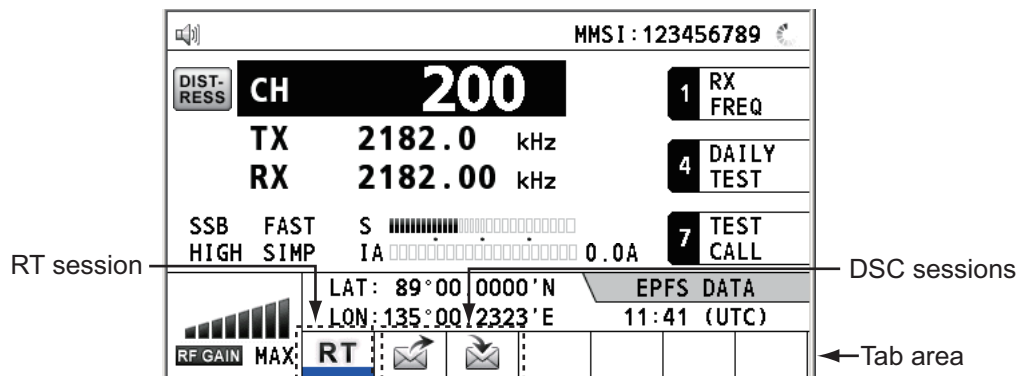 MMSI:123456789
DIST-
RESS
CH 200
1 RX
FREQ
TX 2182.0 kHz
RX 2182.00 kHz
4 DAILY
TEST
SSB FAST S
HIGH SIMP IA 0.0A
7 TEST
CALL
RT session
DSC sessions
LAT: 89°00.0000'N
LON:135°00.2323'E
EPFS DATA
11:41 (UTC)
RF GAIN MAX
RT
Tab area